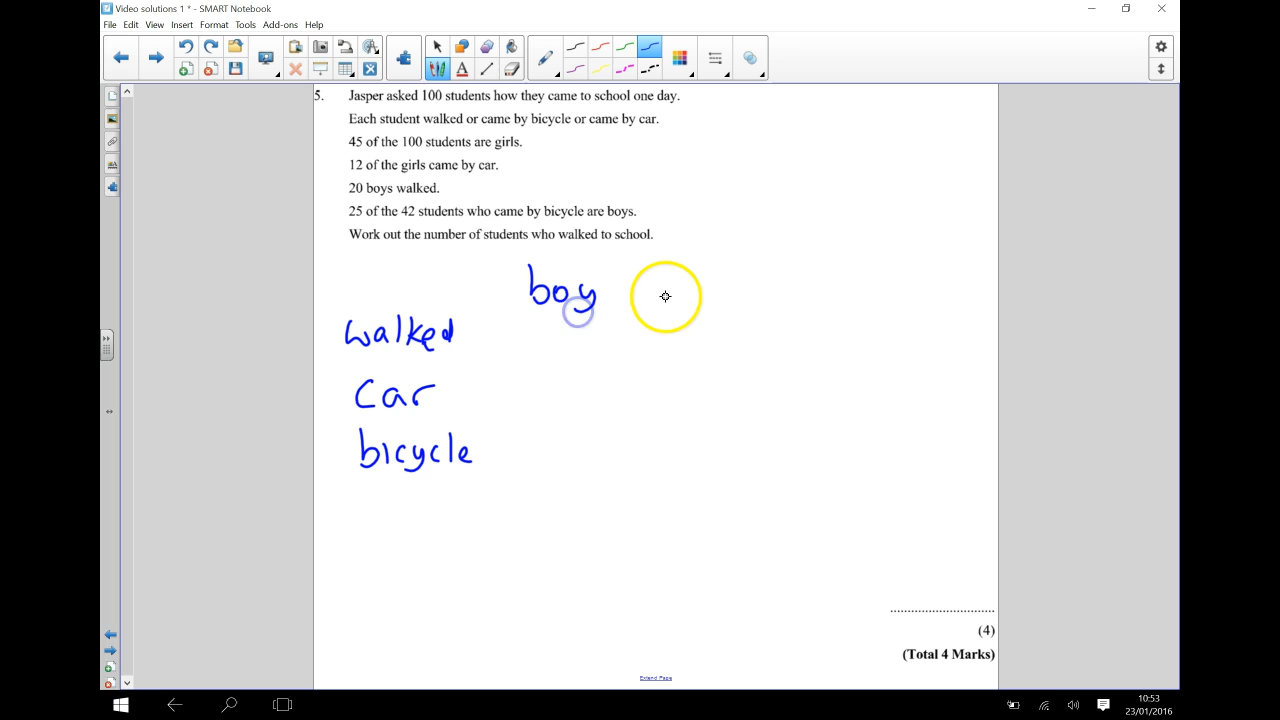 Video solutions 1 * - SMART Notebook
File Edit View Insert Format Tools Add-ons Help
5. Jasper asked 100 students how they came to school one day.
Each student walked or came by bicycle or came by car.
45 of the 100 students are girls.
12 of the girls came by car.
20 boys walked.
25 of the 42 students who came by bicycle are boys.
Work out the number of students who walked to school.
boy
walked
car
bicycle
..............................
(4)
(Total 4 Marks)
Extend Page
10:53
23/01/2016